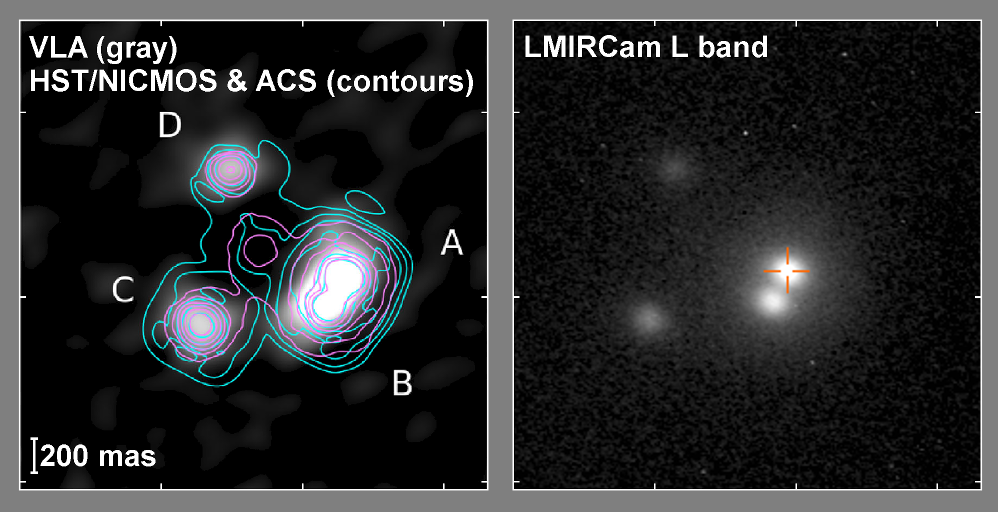 VLA (gray)
HST/NICMOS & ACS (contours)
D
A
C
B
200 mas
LMIRCam L band